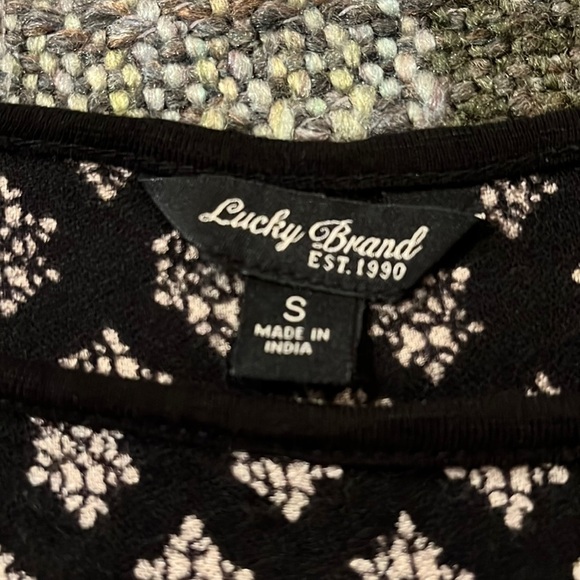 Lucky Brand
EST. 1990
S
MADE IN
INDIA